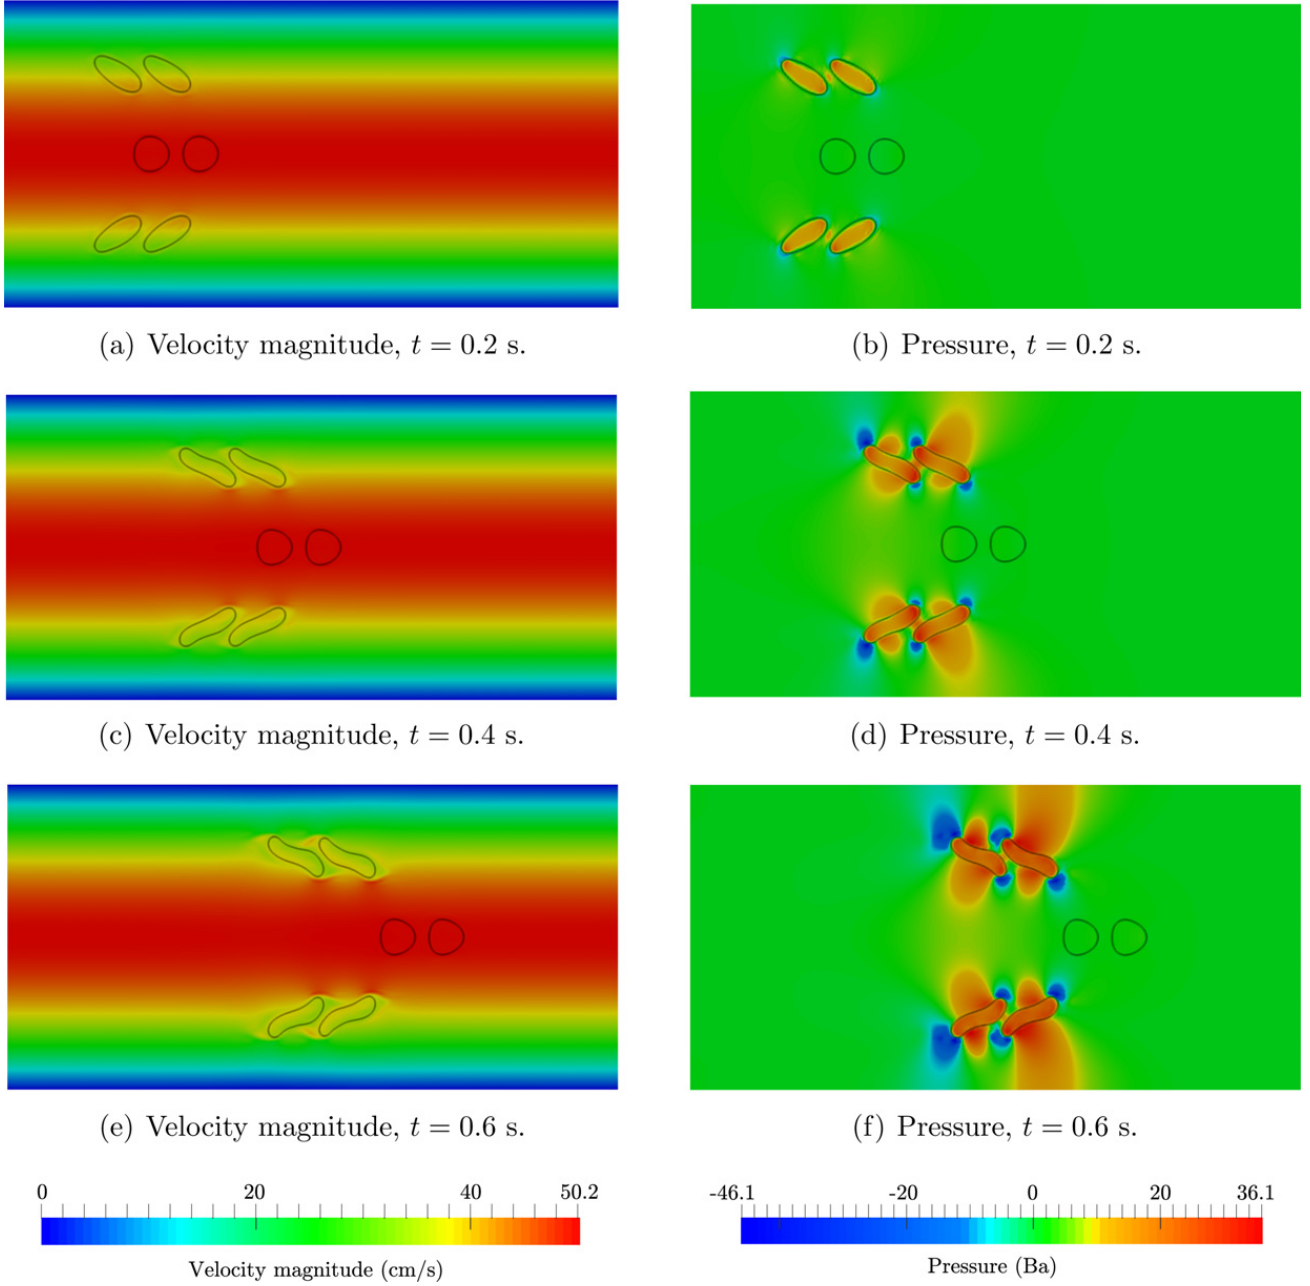 (a) Velocity magnitude, t = 0.2 s.
(b) Pressure, t = 0.2 s.
(c) Velocity magnitude, t = 0.4 s.
(d) Pressure, t = 0.4 s.
(e) Velocity magnitude, t = 0.6 s.
(f) Pressure, t = 0.6 s.
0 20 40 50.2
Velocity magnitude (cm/s)
-46.1 -20 0 20 36.1
Pressure (Ba)